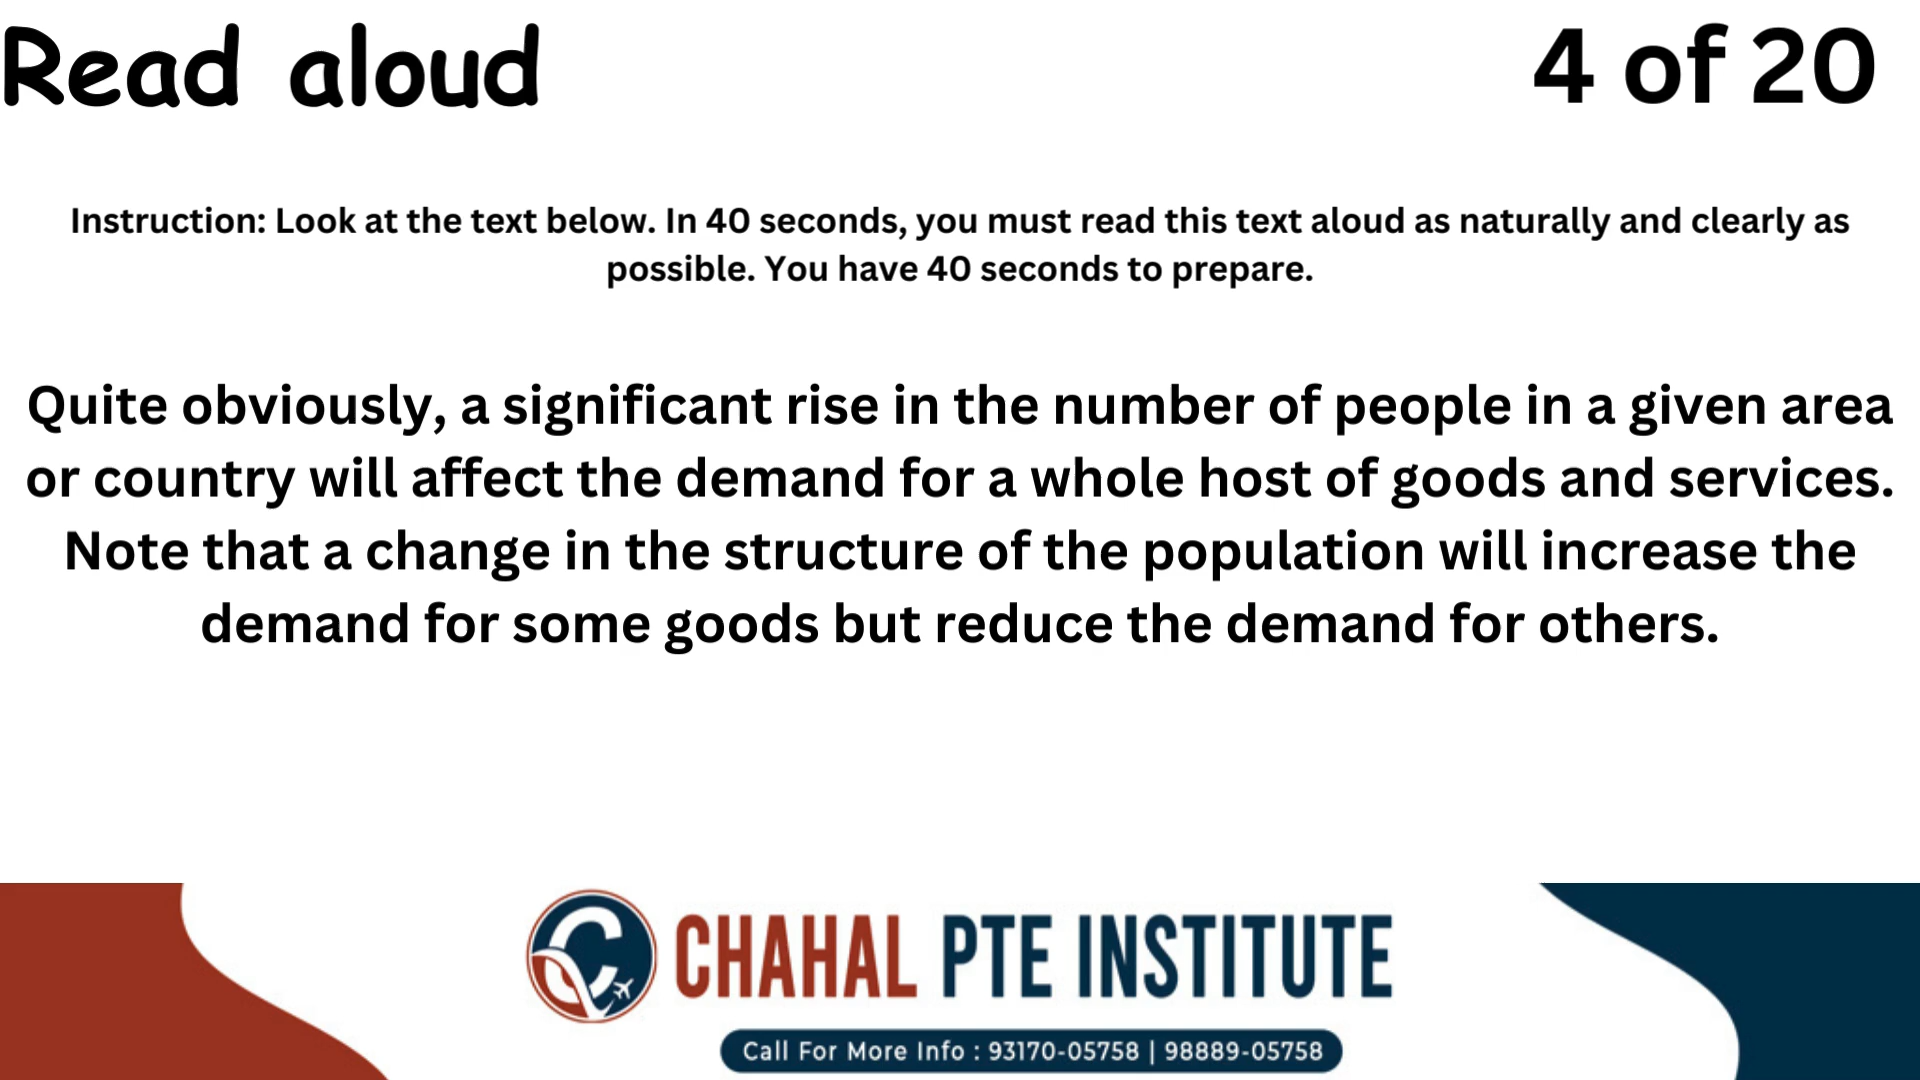 Read aloud
4 of 20
Instruction: Look at the text below. In 40 seconds, you must read this text aloud as naturally and clearly as
possible. You have 40 seconds to prepare.
Quite obviously, a significant rise in the number of people in a given area
or country will affect the demand for a whole host of goods and services.
Note that a change in the structure of the population will increase the
demand for some goods but reduce the demand for others.
CHAHAL PTE INSTITUTE
Call For More Info : 93170-05758 | 98889-05758